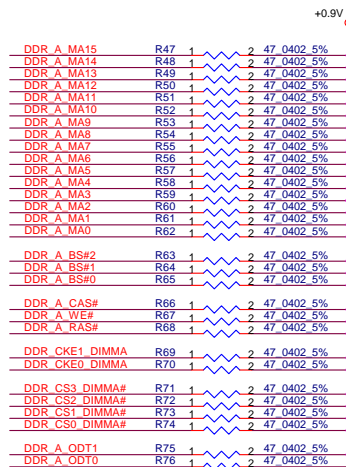 +0.9V
DDR_A_MA15 R47 1 2 47_0402_5%
DDR_A_MA14 R48 1 2 47_0402_5%
DDR_A_MA13 R49 1 2 47_0402_5%
DDR_A_MA12 R50 1 2 47_0402_5%
DDR_A_MA11 R51 1 2 47_0402_5%
DDR_A_MA10 R52 1 2 47_0402_5%
DDR_A_MA9 R53 1 2 47_0402_5%
DDR_A_MA8 R54 1 2 47_0402_5%
DDR_A_MA7 R55 1 2 47_0402_5%
DDR_A_MA6 R56 1 2 47_0402_5%
DDR_A_MA5 R57 1 2 47_0402_5%
DDR_A_MA4 R58 1 2 47_0402_5%
DDR_A_MA3 R59 1 2 47_0402_5%
DDR_A_MA2 R60 1 2 47_0402_5%
DDR_A_MA1 R61 1 2 47_0402_5%
DDR_A_MA0 R62 1 2 47_0402_5%
DDR_A_BS#2 R63 1 2 47_0402_5%
DDR_A_BS#1 R64 1 2 47_0402_5%
DDR_A_BS#0 R65 1 2 47_0402_5%
DDR_A_CAS# R66 1 2 47_0402_5%
DDR_A_WE# R67 1 2 47_0402_5%
DDR_A_RAS# R68 1 2 47_0402_5%
DDR_CKE1_DIMMA R69 1 2 47_0402_5%
DDR_CKE0_DIMMA R70 1 2 47_0402_5%
DDR_CS3_DIMMA# R71 1 2 47_0402_5%
DDR_CS2_DIMMA# R72 1 2 47_0402_5%
DDR_CS1_DIMMA# R73 1 2 47_0402_5%
DDR_CS0_DIMMA# R74 1 2 47_0402_5%
DDR_A_ODT1 R75 1 2 47_0402_5%
DDR_A_ODT0 R76 1 2 47_0402_5%